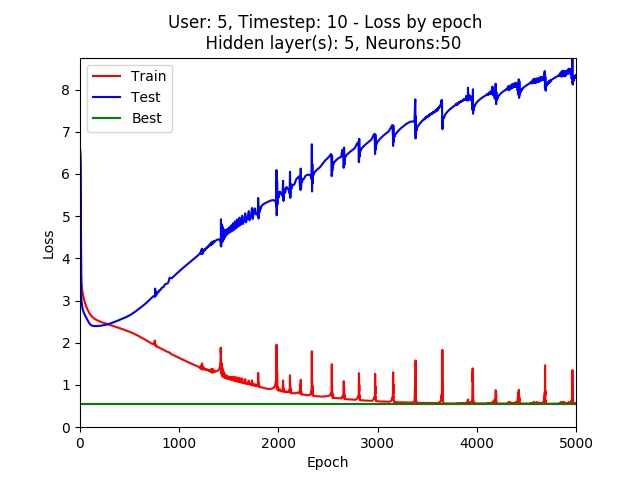 User: 5, Timestep: 10 - Loss by epoch
Hidden layer(s): 5, Neurons:50
Train
Test
Best
8
7
6
5
4
3
2
1
0
Loss
0 1000 2000 3000 4000 5000
Epoch